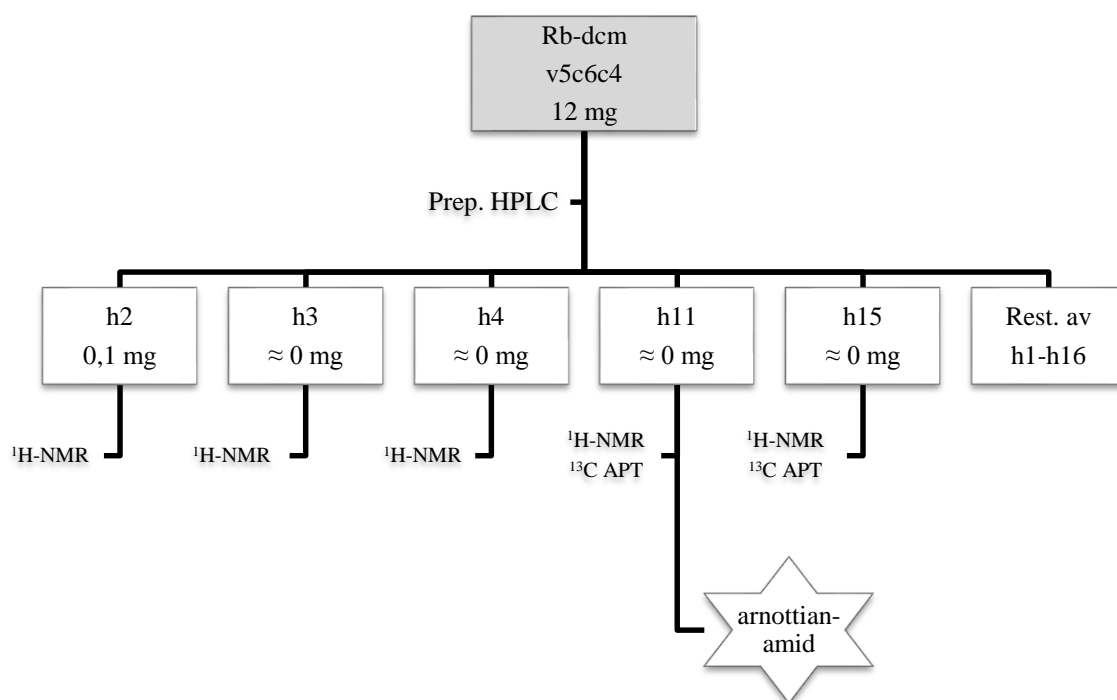 Rb-dcm
v5c6c4
12 mg
Prep. HPLC
h2
0,1 mg
h3
≈ 0 mg
h4
≈ 0 mg
h11
≈ 0 mg
h15
≈ 0 mg
Rest. av
h1-h16
¹H-NMR
¹H-NMR
¹H-NMR
¹H-NMR
¹³C APT
¹H-NMR
¹³C APT
arnottian-
amid